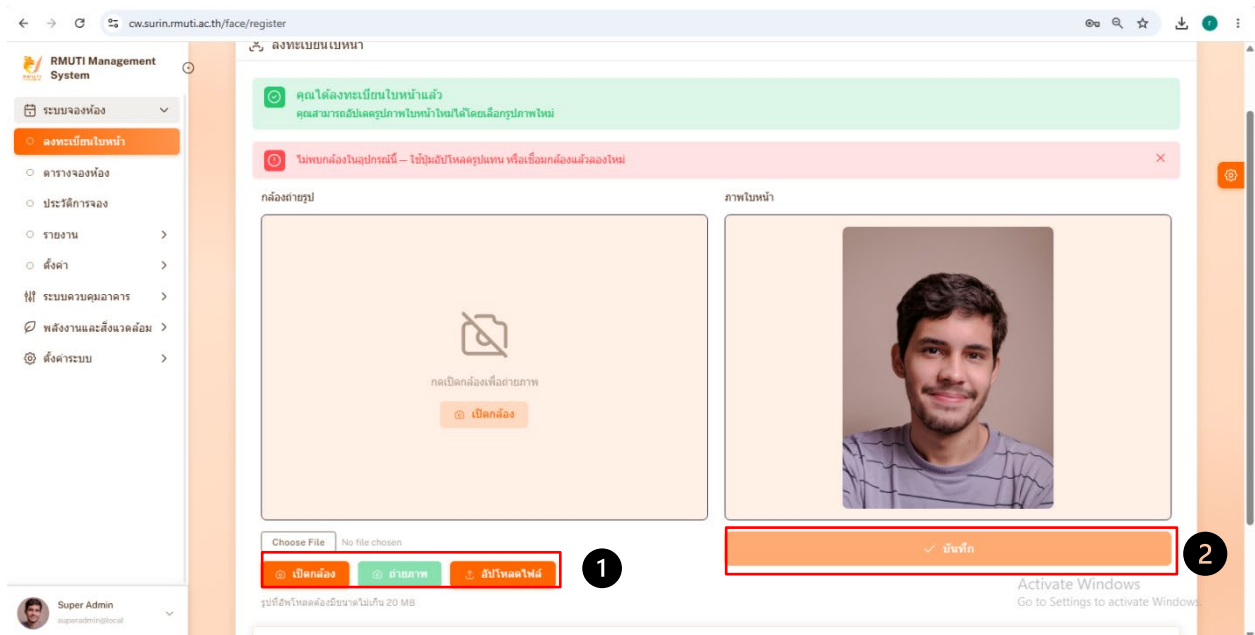 cw.surin.rmuti.ac.th/face/register
RMUTI Management System
ระบบจองห้อง
ลงทะเบียนใบหน้า
ตารางจองห้อง
ประวัติการจอง
รายงาน
ตั้งค่า
ระบบควบคุมอาคาร
พลังงานและสิ่งแวดล้อม
ตั้งค่าระบบ
Super Admin
superadmin@local
ลงทะเบียนใบหน้า
คุณได้ลงทะเบียนใบหน้าแล้ว
คุณสามารถอัปเดตรูปภาพใบหน้าใหม่ได้โดยเลือกรูปภาพใหม่
ไม่พบกล้องในอุปกรณ์นี้ — ใช้ปุ่มอัปโหลดรูปแทน หรือเชื่อมกล้องแล้วลองใหม่
กล้องถ่ายรูป
กดเปิดกล้องเพื่อถ่ายภาพ
เปิดกล้อง
Choose File No file chosen
เปิดกล้อง ถ่ายภาพ อัปโหลดไฟล์
1
รูปที่อัพโหลดต้องมีขนาดไม่เกิน 20 MB
ภาพใบหน้า
บันทึก
2
Activate Windows
Go to Settings to activate Windows.